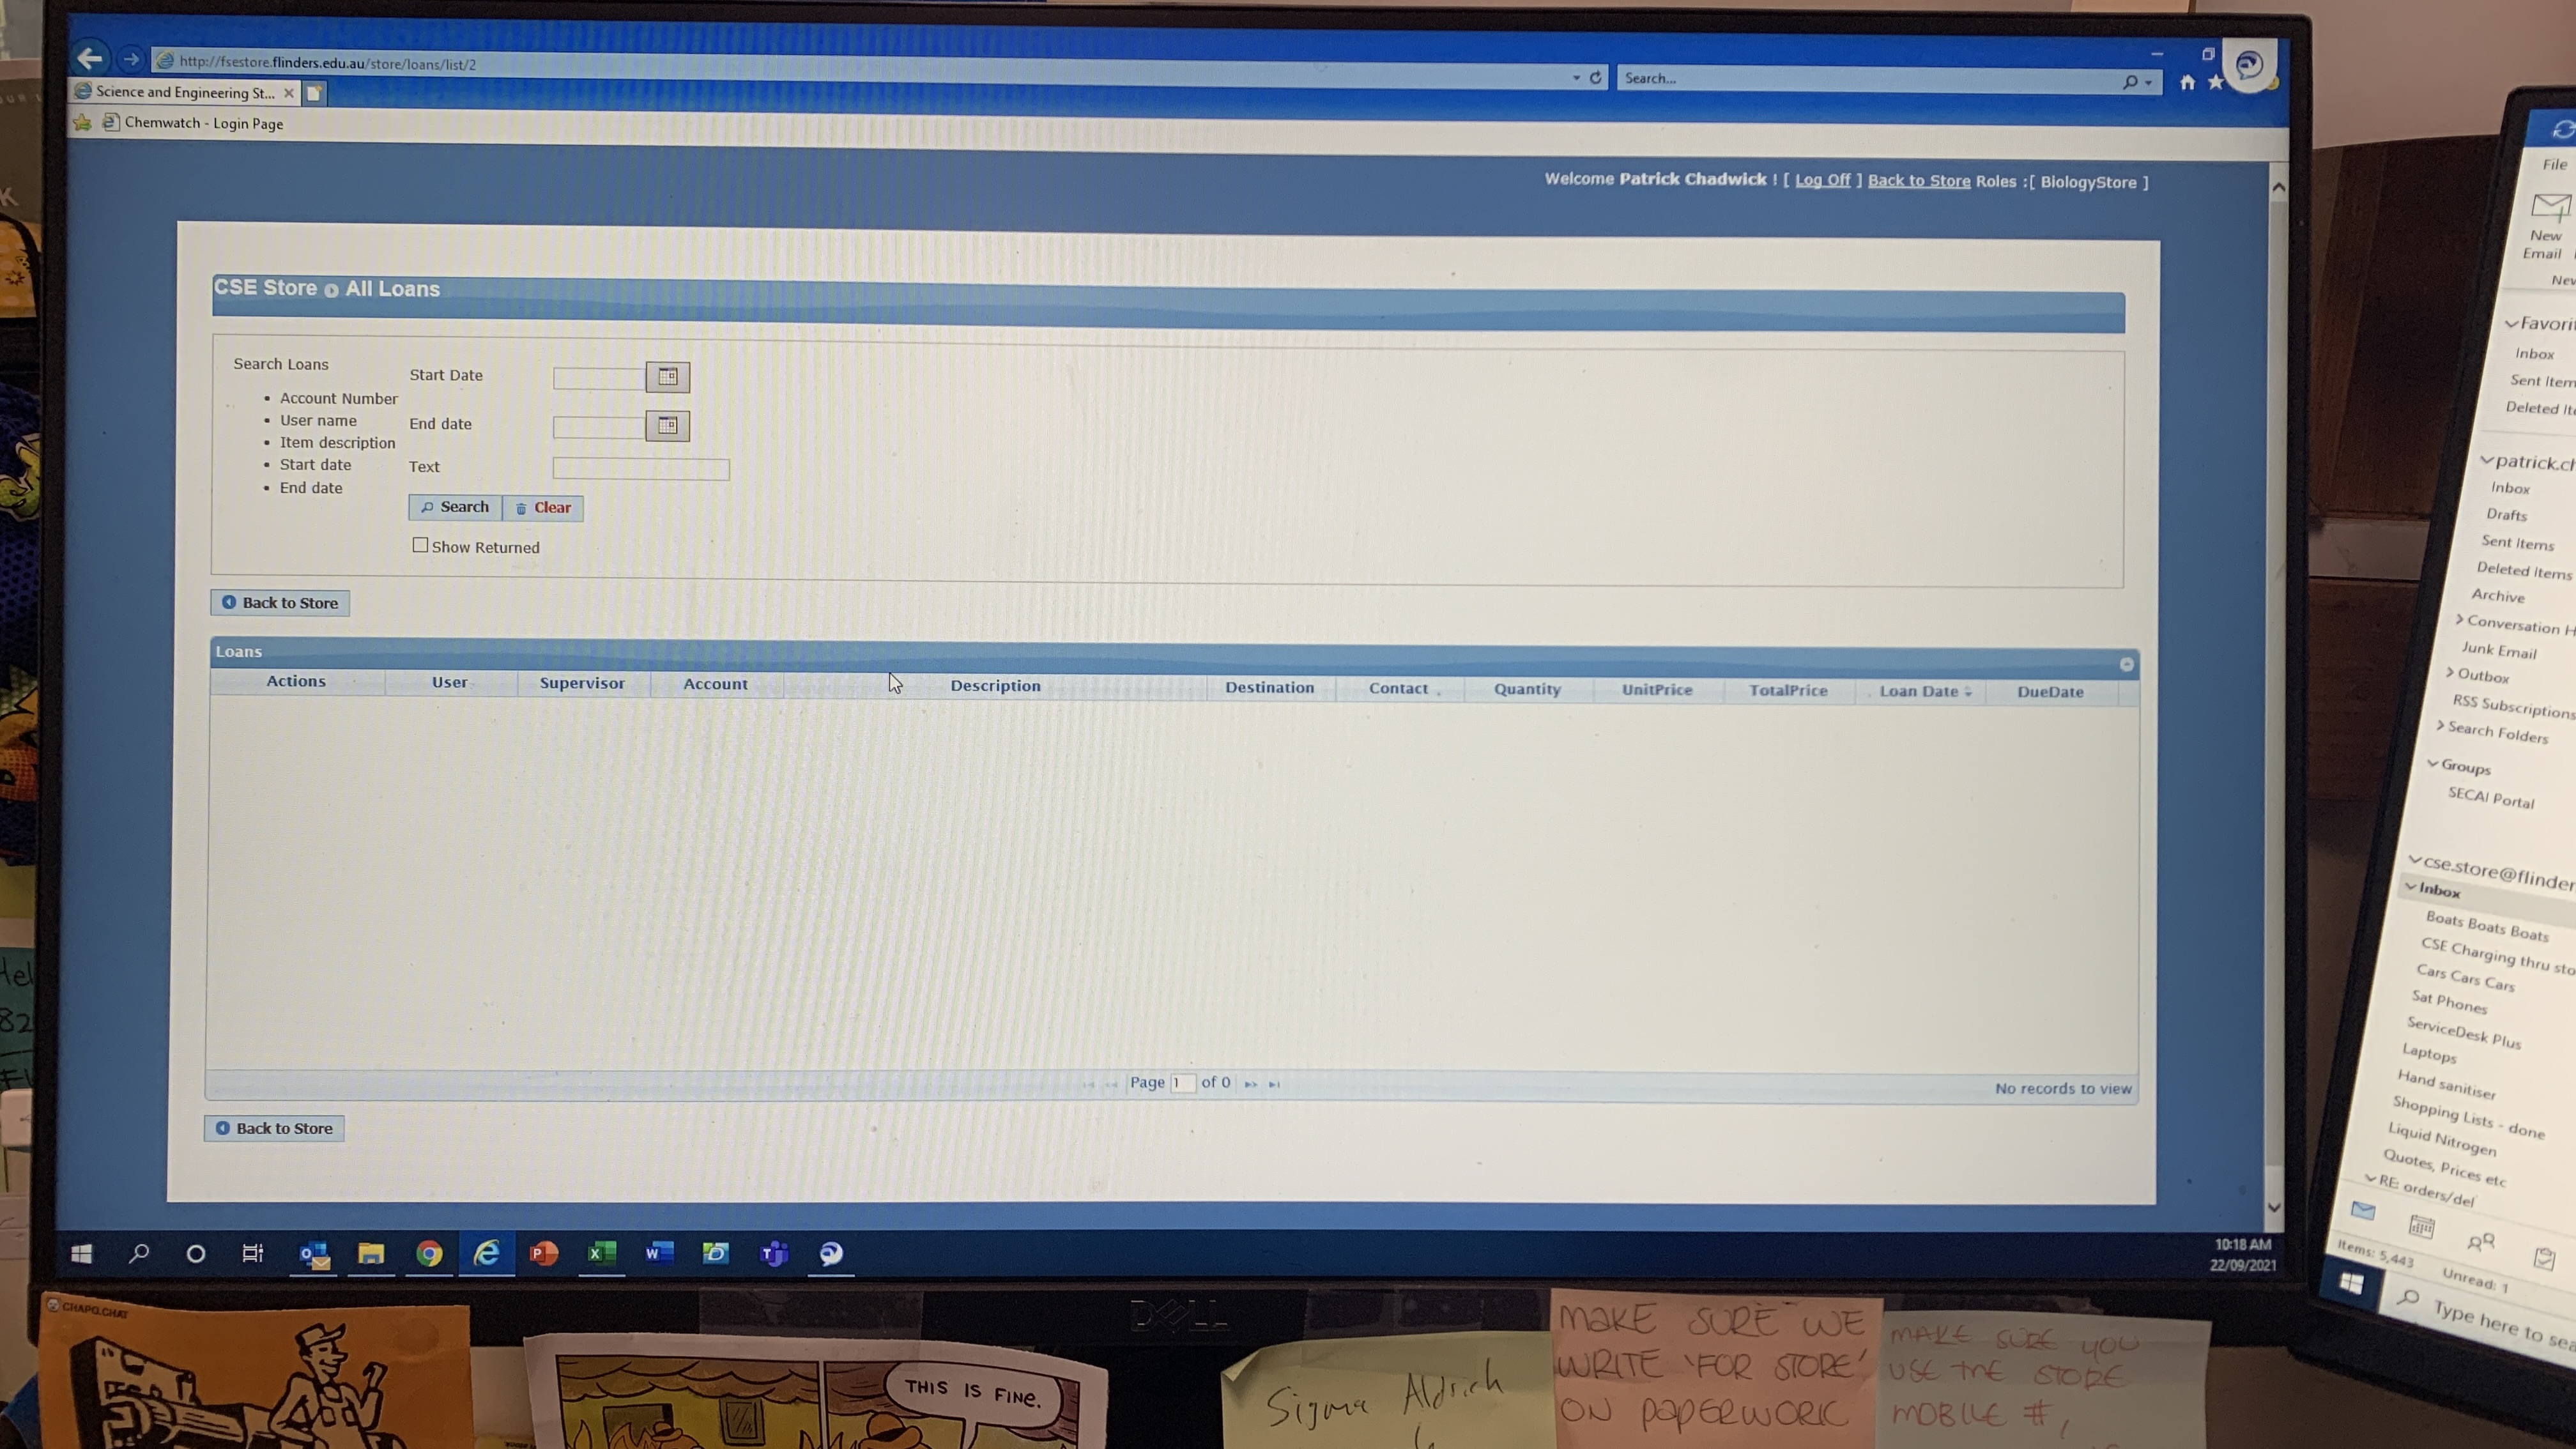 http://fsestore.flinders.edu.au/store/loans/list/2
Search...
Science and Engineering St...
Chemwatch - Login Page
Welcome Patrick Chadwick ! [ Log Off ] Back to Store Roles :[ BiologyStore ]
CSE Store All Loans
Search Loans
Account Number
User name
Item description
Start date
End date
Start Date
End date
Text
Search
Clear
Show Returned
Back to Store
Loans
Actions User Supervisor Account Description Destination Contact Quantity UnitPrice TotalPrice Loan Date DueDate
Page 1 of 0
No records to view
Back to Store
10:18 AM
22/09/2021
DELL
File
New
Email
New
Inbox
Sent Item
Deleted Ite
patrick.ch
Inbox
Drafts
Sent Items
Deleted Items
Archive
Conversation H
Junk Email
Outbox
RSS Subscriptions
Search Folders
Groups
SECAI Portal
cse.store@flinder
Inbox
Boats Boats Boats
CSE Charging thru sto
Cars Cars Cars
Sat Phones
ServiceDesk Plus
Laptops
Hand sanitiser
Shopping Lists - done
Liquid Nitrogen
Quotes, Prices etc
RE: orders/del
Items: 5,443
Unread: 1
Type here to sea
CHAPO.CHAT
THIS IS FINE.
Sigma Aldrich
MAKE SURE WE
WRITE 'FOR STORE'
ON PAPERWORK
MAKE SURE YOU
USE THE STORE
MOBILE #,